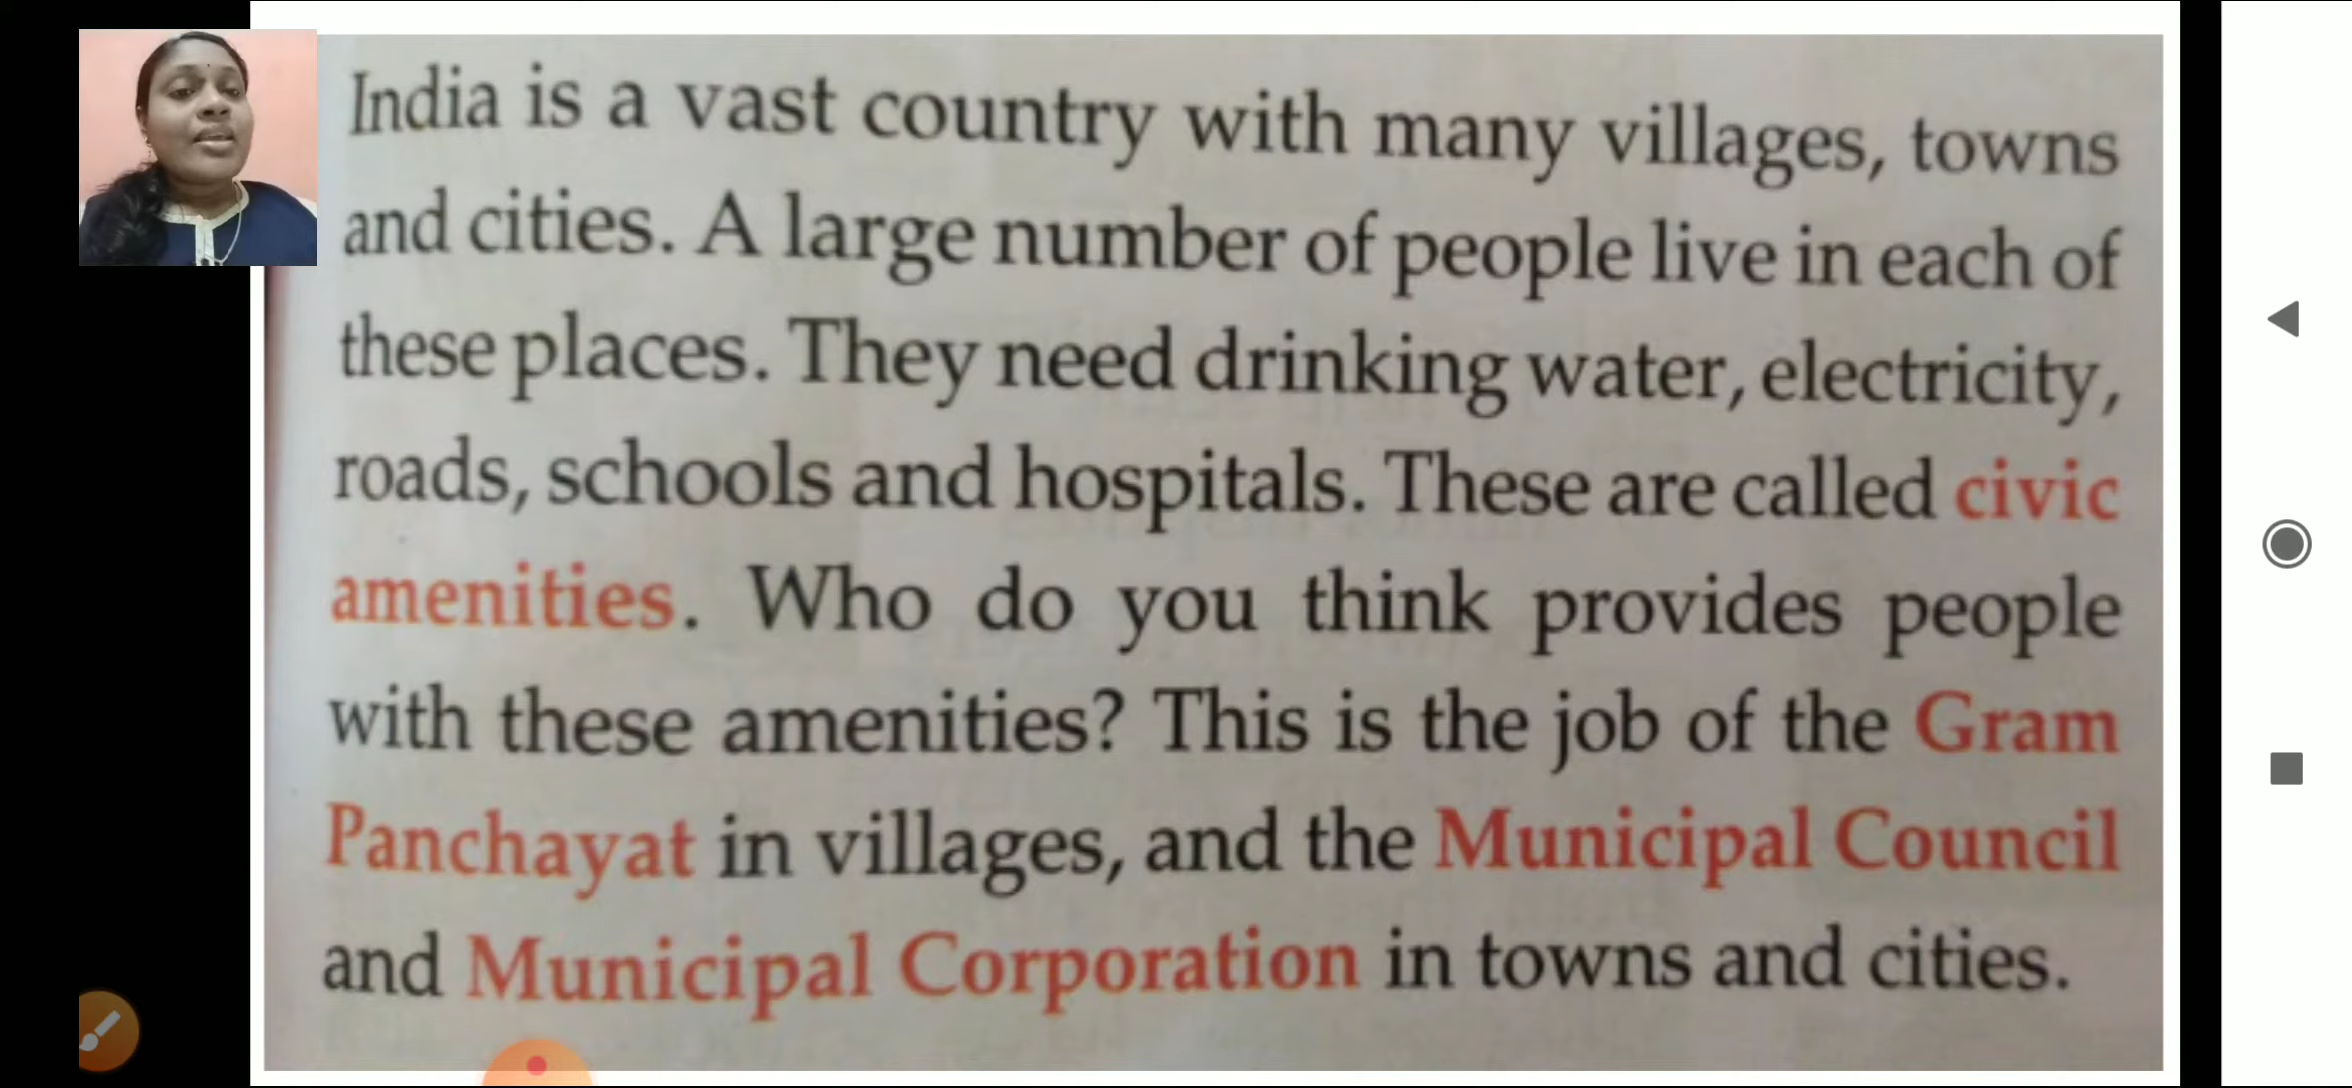 India is a vast country with many villages, towns
and cities. A large number of people live in each of
these places. They need drinking water, electricity,
roads, schools and hospitals. These are called civic
amenities. Who do you think provides people
with these amenities? This is the job of the Gram
Panchayat in villages, and the Municipal Council
and Municipal Corporation in towns and cities.